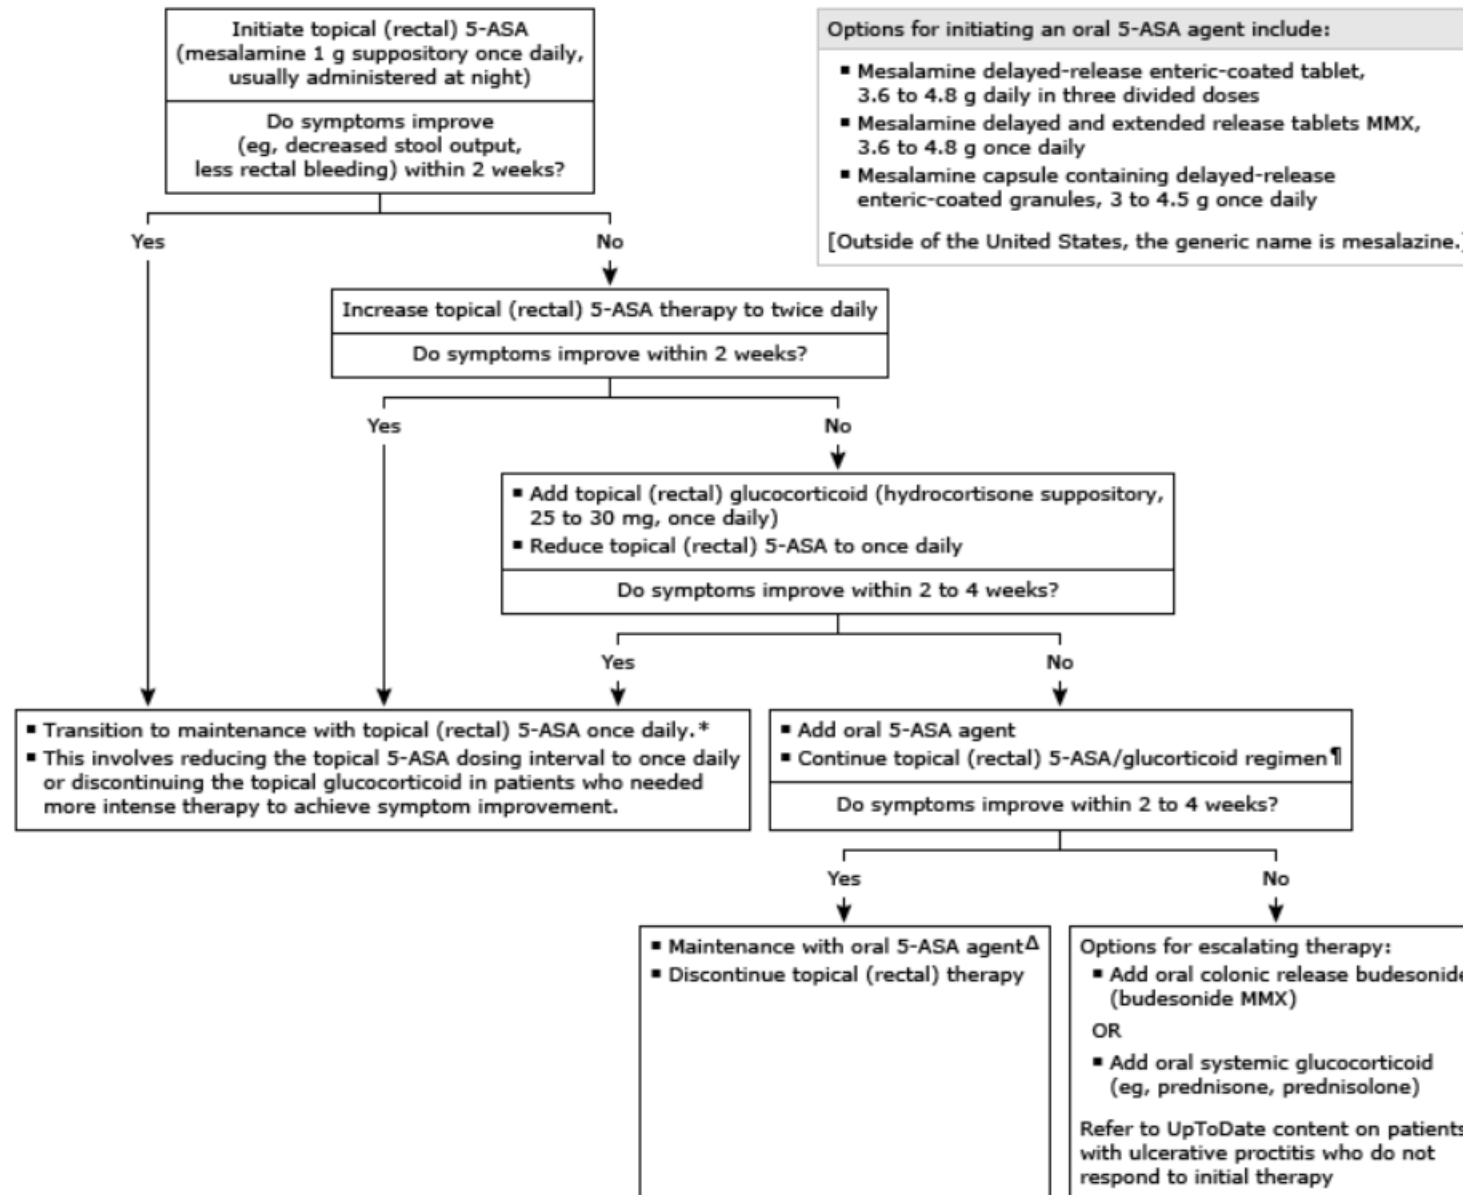 Initiate topical (rectal) 5-ASA
(mesalamine 1 g suppository once daily,
usually administered at night)
Do symptoms improve
(eg, decreased stool output,
less rectal bleeding) within 2 weeks?
Options for initiating an oral 5-ASA agent include:
▪ Mesalamine delayed-release enteric-coated tablet,
3.6 to 4.8 g daily in three divided doses
▪ Mesalamine delayed and extended release tablets MMX,
3.6 to 4.8 g once daily
▪ Mesalamine capsule containing delayed-release
enteric-coated granules, 3 to 4.5 g once daily
[Outside of the United States, the generic name is mesalazine.]
Yes
No
Increase topical (rectal) 5-ASA therapy to twice daily
Do symptoms improve within 2 weeks?
Yes
No
▪ Add topical (rectal) glucocorticoid (hydrocortisone suppository,
25 to 30 mg, once daily)
▪ Reduce topical (rectal) 5-ASA to once daily
Do symptoms improve within 2 to 4 weeks?
Yes
No
▪ Transition to maintenance with topical (rectal) 5-ASA once daily.*
▪ This involves reducing the topical 5-ASA dosing interval to once daily
or discontinuing the topical glucocorticoid in patients who needed
more intense therapy to achieve symptom improvement.
▪ Add oral 5-ASA agent
▪ Continue topical (rectal) 5-ASA/glucorticoid regimen¶
Do symptoms improve within 2 to 4 weeks?
Yes
No
▪ Maintenance with oral 5-ASA agentΔ
▪ Discontinue topical (rectal) therapy
Options for escalating therapy:
▪ Add oral colonic release budesonide
(budesonide MMX)
OR
▪ Add oral systemic glucocorticoid
(eg, prednisone, prednisolone)
Refer to UpToDate content on patients
with ulcerative proctitis who do not
respond to initial therapy